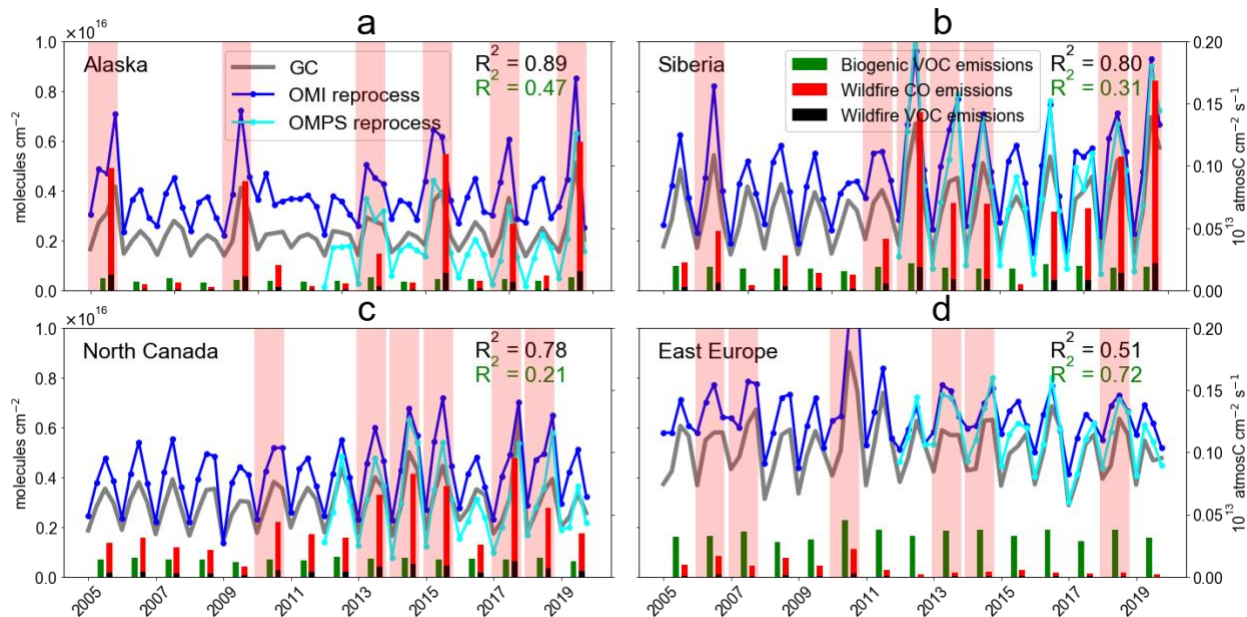 a
b
1.0 × 10^16
Alaska
GC
OMI reprocess
OMPS reprocess
R^2 = 0.89
R^2 = 0.47
molecules cm^-2
0.8
0.6
0.4
0.2
0.0
Siberia
Biogenic VOC emissions
Wildfire CO emissions
Wildfire VOC emissions
R^2 = 0.80
R^2 = 0.31
0.20
0.15
0.10
0.05
0.00
10^13 atmosC cm^-2 s^-1
c
d
1.0 × 10^16
North Canada
R^2 = 0.78
R^2 = 0.21
molecules cm^-2
0.8
0.6
0.4
0.2
0.0
2005 2007 2009 2011 2013 2015 2017 2019
East Europe
R^2 = 0.51
R^2 = 0.72
0.20
0.15
0.10
0.05
0.00
10^13 atmosC cm^-2 s^-1
2005 2007 2009 2011 2013 2015 2017 2019